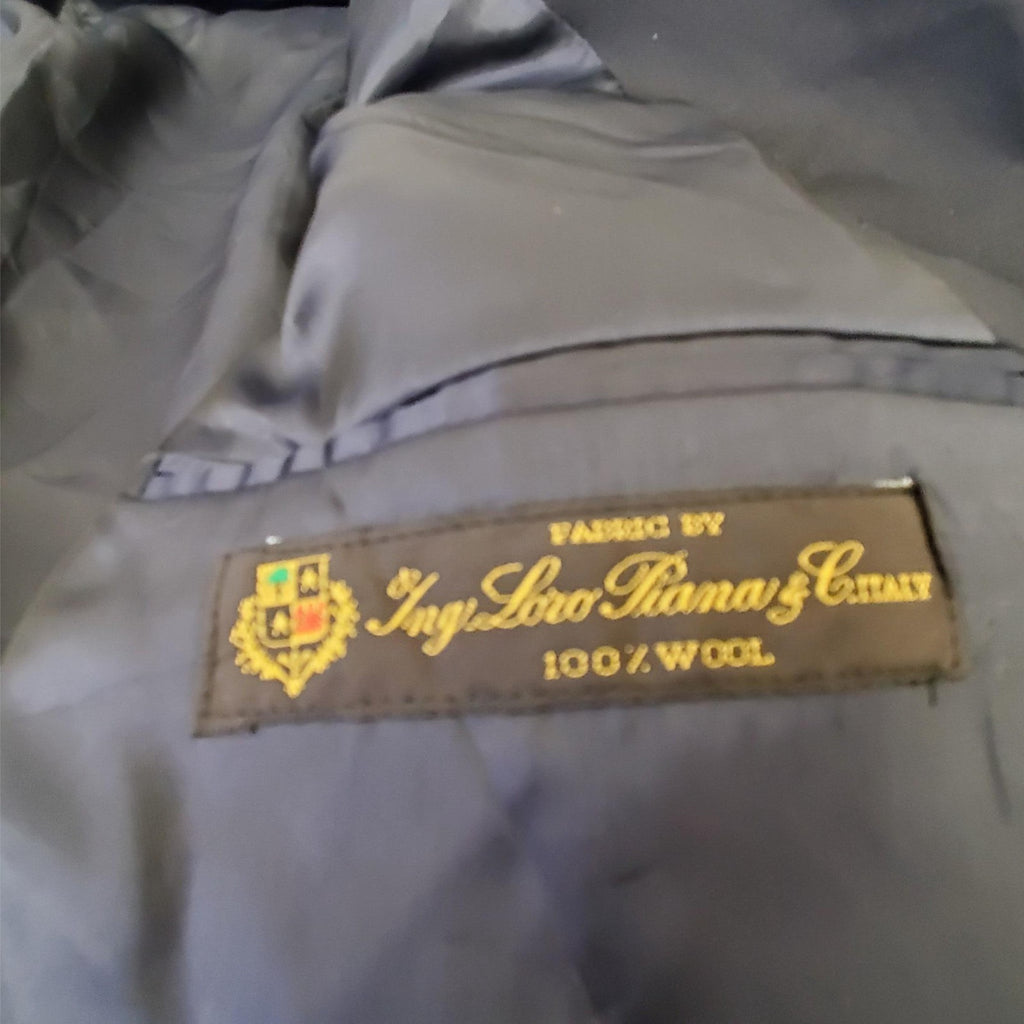 FABRIC BY
Ing. Loro Piana & C. ITALY
100% WOOL